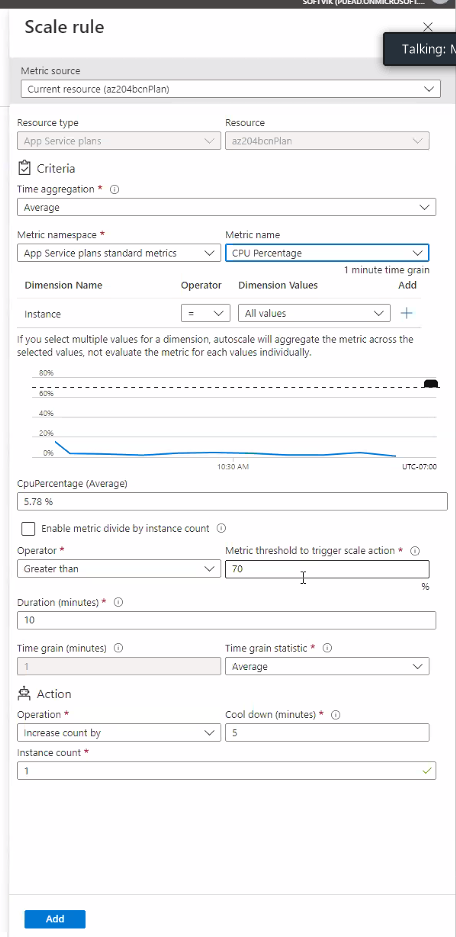 SOFTVIK (PUEAD.ONMICROSOFT....
Scale rule
Talking: M
Metric source
Current resource (az204bcnPlan)
Resource type Resource
App Service plans az204bcnPlan
Criteria
Time aggregation *
Average
Metric namespace * Metric name
App Service plans standard metrics CPU Percentage
1 minute time grain
Dimension Name Operator Dimension Values Add
Instance = All values +
If you select multiple values for a dimension, autoscale will aggregate the metric across the
selected values, not evaluate the metric for each values individually.
80%
60%
40%
20%
0%
10:30 AM UTC-07:00
CpuPercentage (Average)
5.78 %
Enable metric divide by instance count
Operator * Metric threshold to trigger scale action *
Greater than 70
%
Duration (minutes) *
10
Time grain (minutes) Time grain statistic *
1 Average
Action
Operation * Cool down (minutes) *
Increase count by 5
Instance count *
1
Add